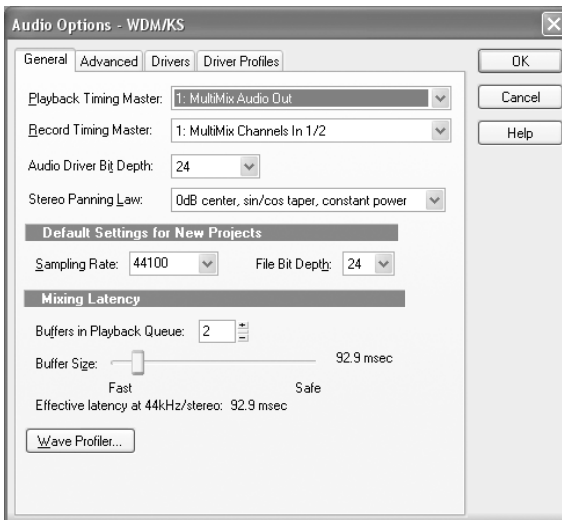 Audio Options - WDM/KS
General Advanced Drivers Driver Profiles
OK
Cancel
Help
Playback Timing Master: 1: MultiMix Audio Out
Record Timing Master: 1: MultiMix Channels In 1/2
Audio Driver Bit Depth: 24
Stereo Panning Law: 0dB center, sin/cos taper, constant power
Default Settings for New Projects
Sampling Rate: 44100 File Bit Depth: 24
Mixing Latency
Buffers in Playback Queue: 2
Buffer Size: 92.9 msec
Fast Safe
Effective latency at 44kHz/stereo: 92.9 msec
Wave Profiler...